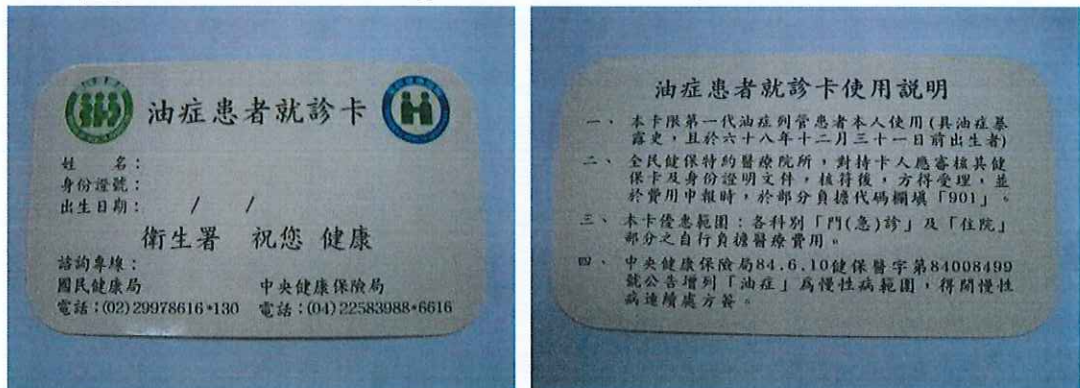 油症患者就診卡
姓 名：
身份證號：
出生日期： / /
衛生署 祝您 健康
諮詢專線：
國民健康局 中央健康保險局
電話：(02)29978616*130 電話：(04)22583988*6616
油症患者就診卡使用說明
一、本卡限第一代油症列管患者本人使用(具油症暴
露史，且於六十八年十二月三十一日前出生者)
二、全民健保特約醫療院所，對持卡人應審核其健
保卡及身份證明文件，核符後，方得受理，並
於費用申報時，於部分負擔代碼欄填「901」。
三、本卡優惠範圍：各科別「門(急)診」及「住院」
部分之自行負擔醫療費用。
四、中央健康保險局84.6.10健保醫字第84008499
號公告增列「油症」為慢性病範圍，得開慢性
病連續處方箋。